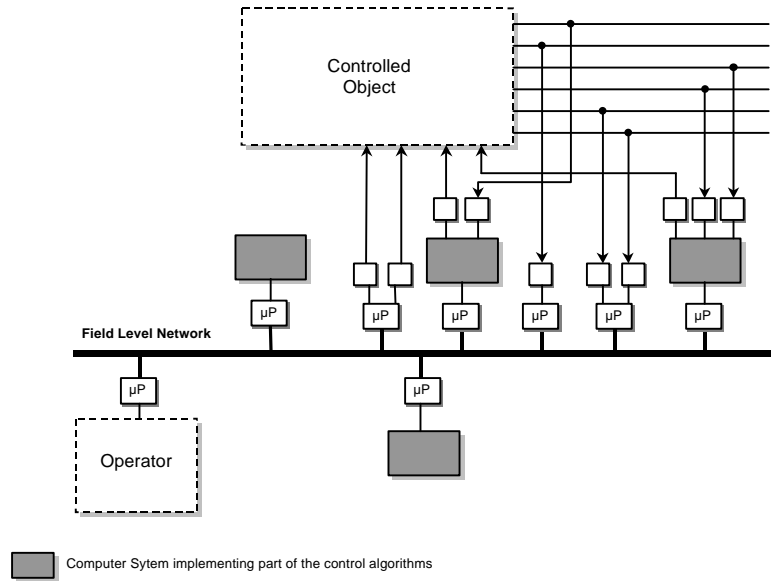 Controlled
Object
µP
µP
µP
µP
µP
µP
Field Level Network
µP
µP
Operator
Computer Sytem implementing part of the control algorithms